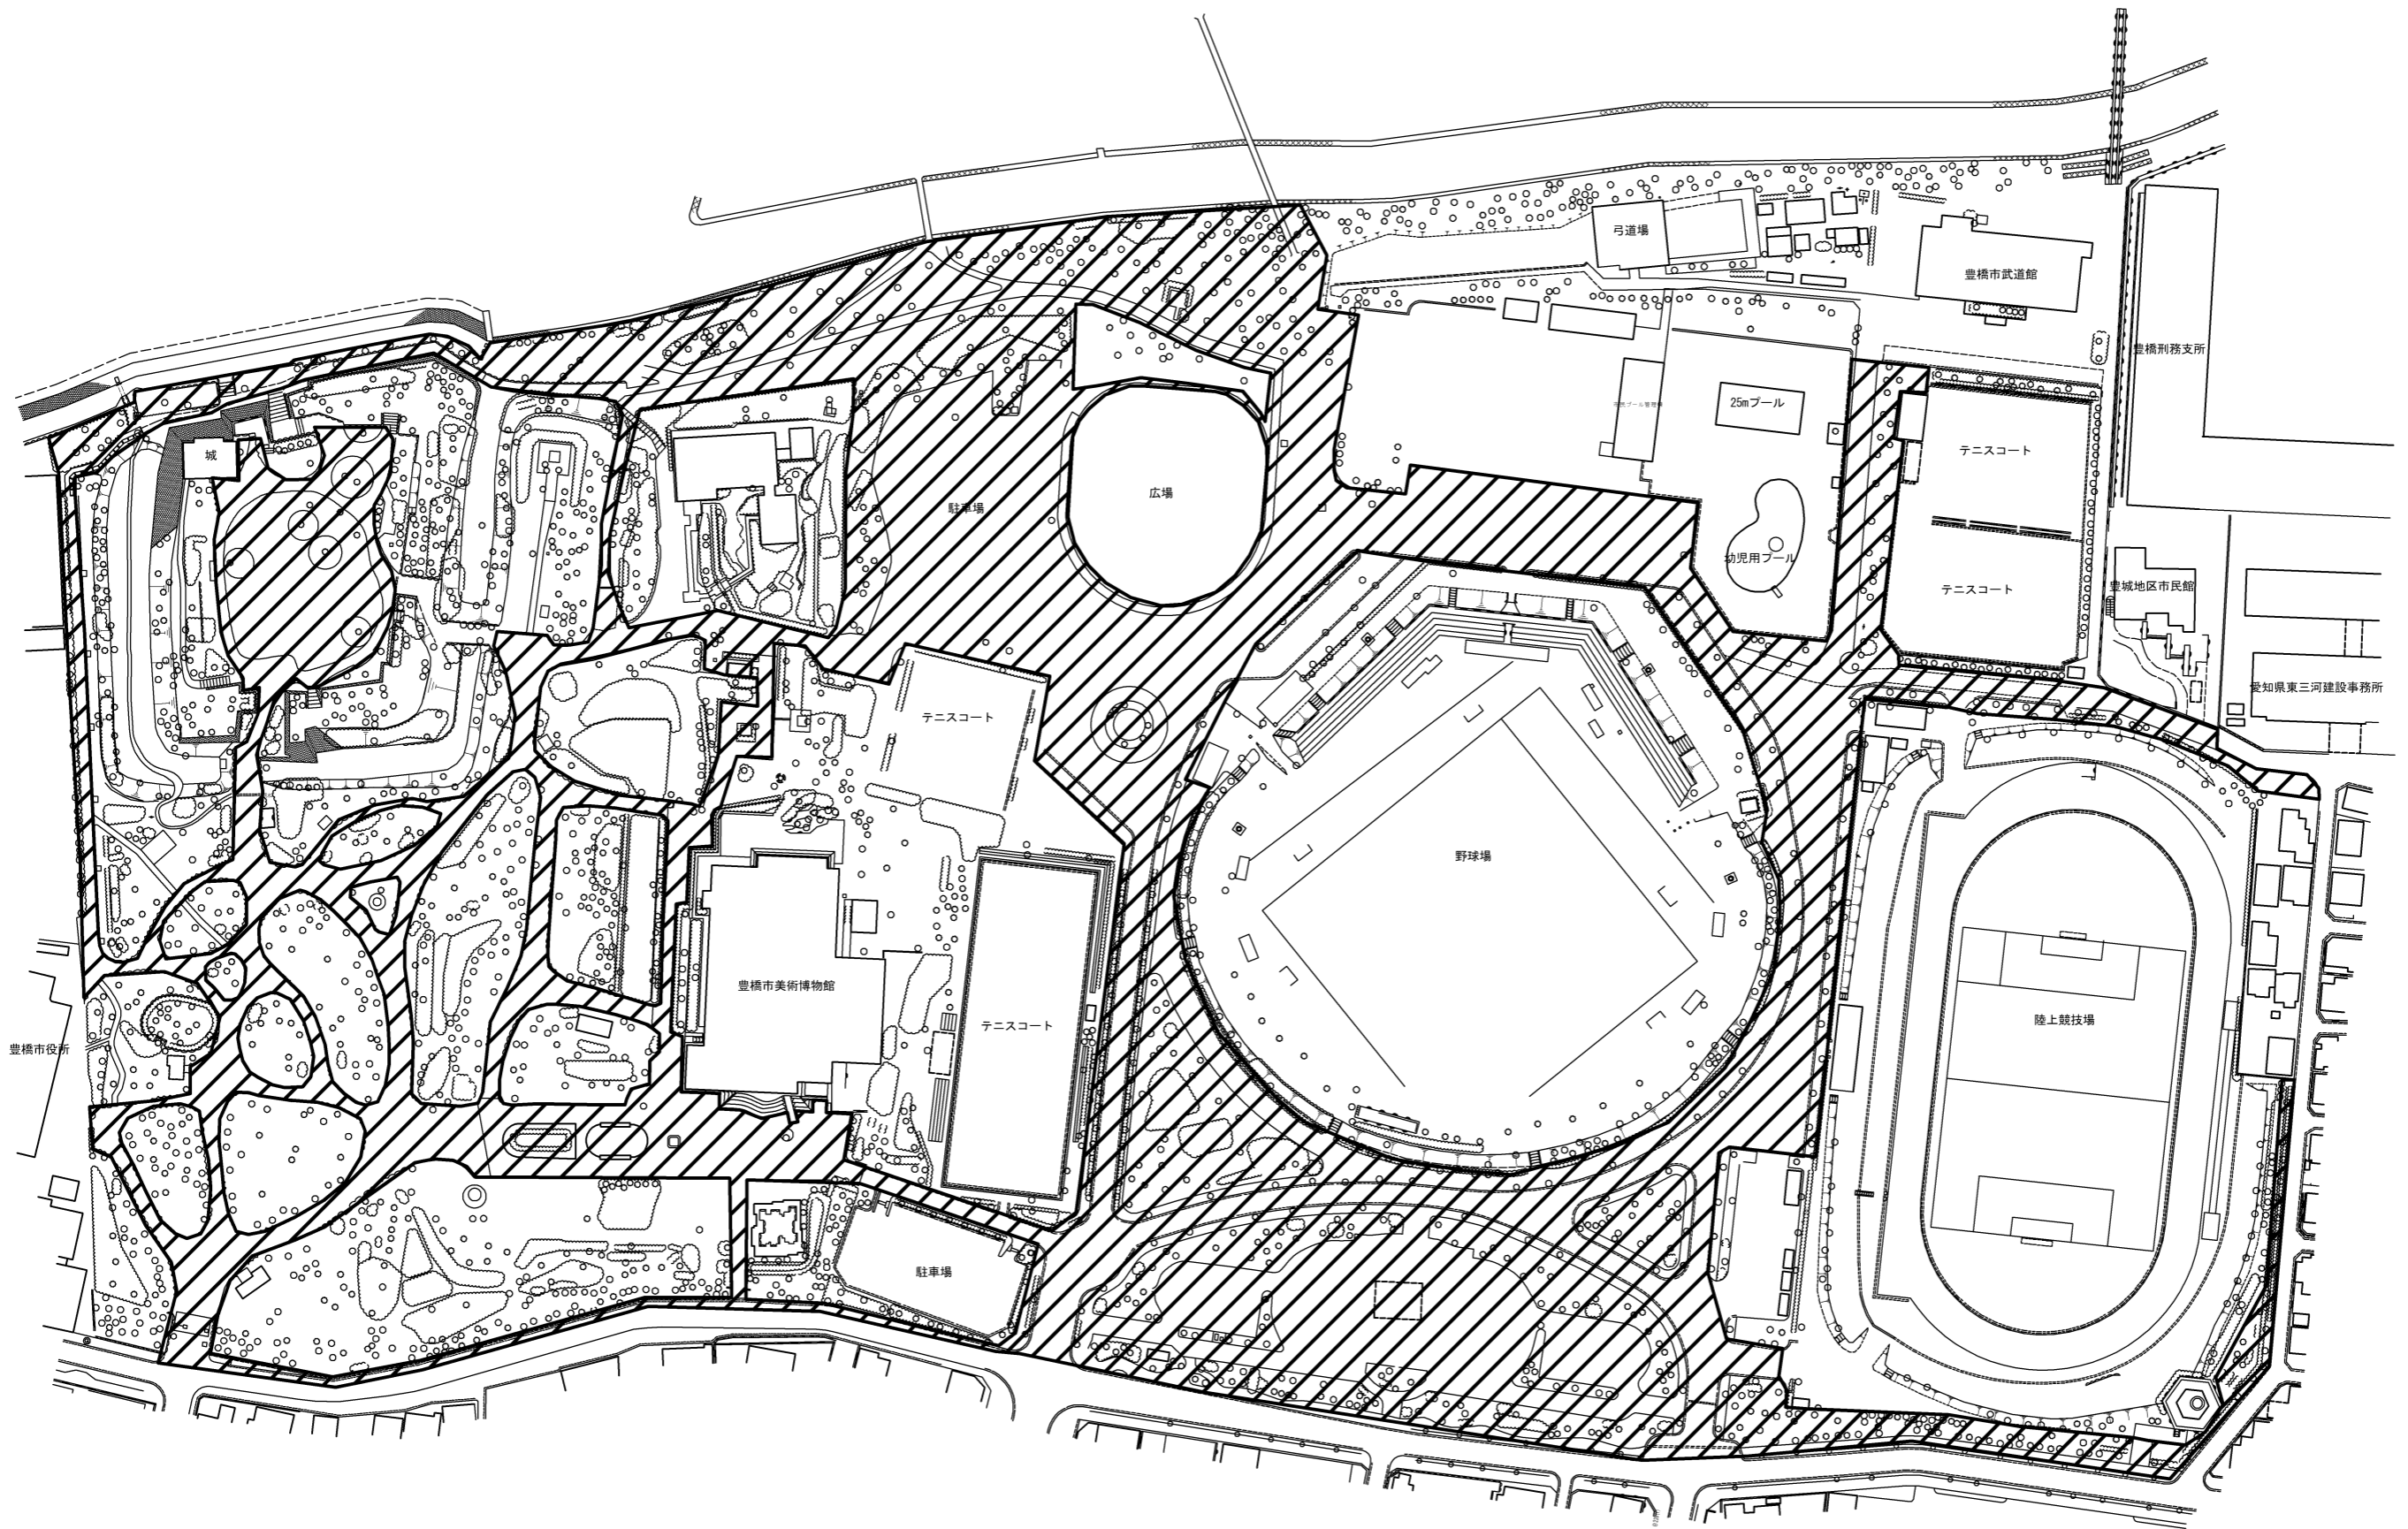 弓道場
豊橋市武道館
豊橋刑務支所
25mプール
城
テニスコート
広場
駐車場
幼児用プール
テニスコート
豊城地区市民館
愛知県東三河建設事務所
テニスコート
野球場
豊橋市美術博物館
テニスコート
陸上競技場
豊橋市役所
駐車場